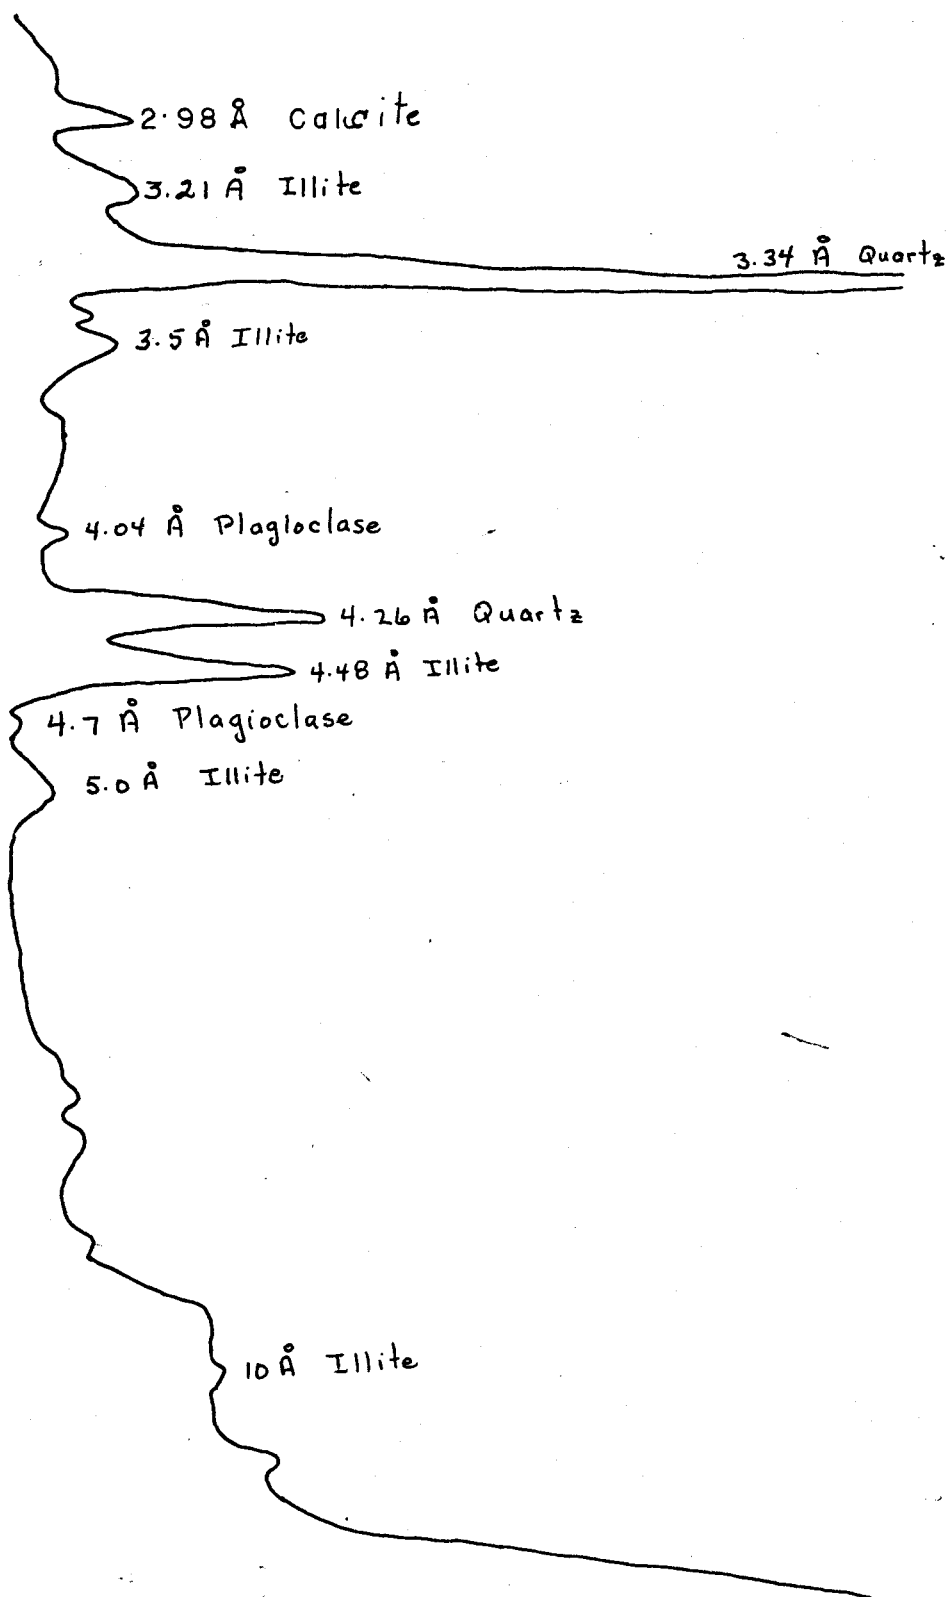 2.98 Å Calcite
3.21 Å Illite
3.34 Å Quartz
3.5 Å Illite
4.04 Å Plagioclase
4.26 Å Quartz
4.48 Å Illite
4.7 Å Plagioclase
5.0 Å Illite
10 Å Illite